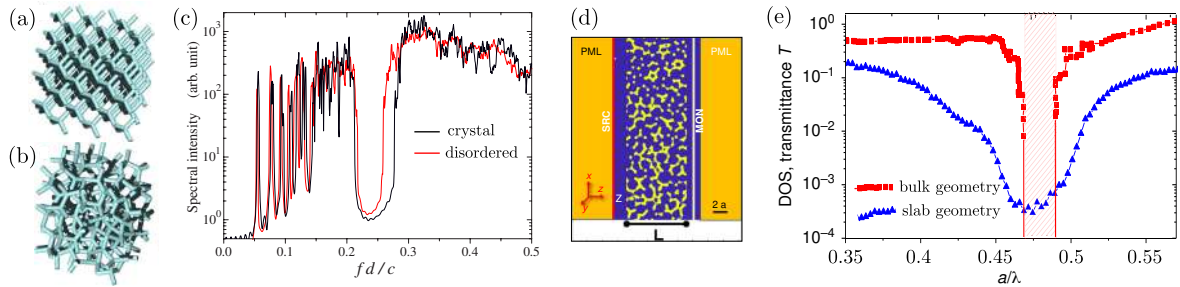 (a)
(b)
(c)
Spectral intensity (arb. unit)
10³
10²
10¹
10⁰
crystal
disordered
0.0 0.1 0.2 0.3 0.4 0.5
f d / c
(d)
PML
PML
SRC
MON
x
z
y
Z
2 a
L
(e)
DOS, transmittance T
10⁰
10⁻¹
10⁻²
10⁻³
10⁻⁴
bulk geometry
slab geometry
0.35 0.4 0.45 0.5 0.55
a/λ